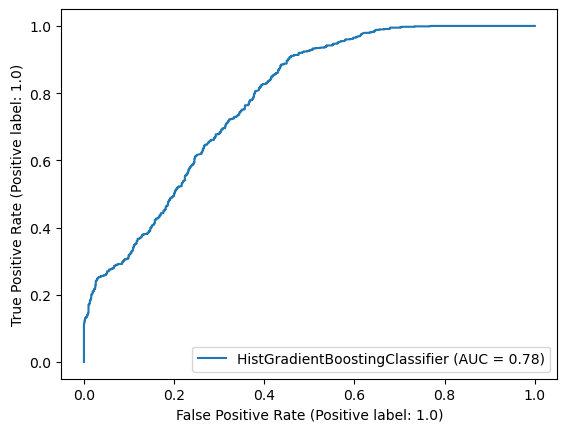 1.0
0.8
0.6
0.4
0.2
0.0
True Positive Rate (Positive label: 1.0)
HistGradientBoostingClassifier (AUC = 0.78)
0.0 0.2 0.4 0.6 0.8 1.0
False Positive Rate (Positive label: 1.0)